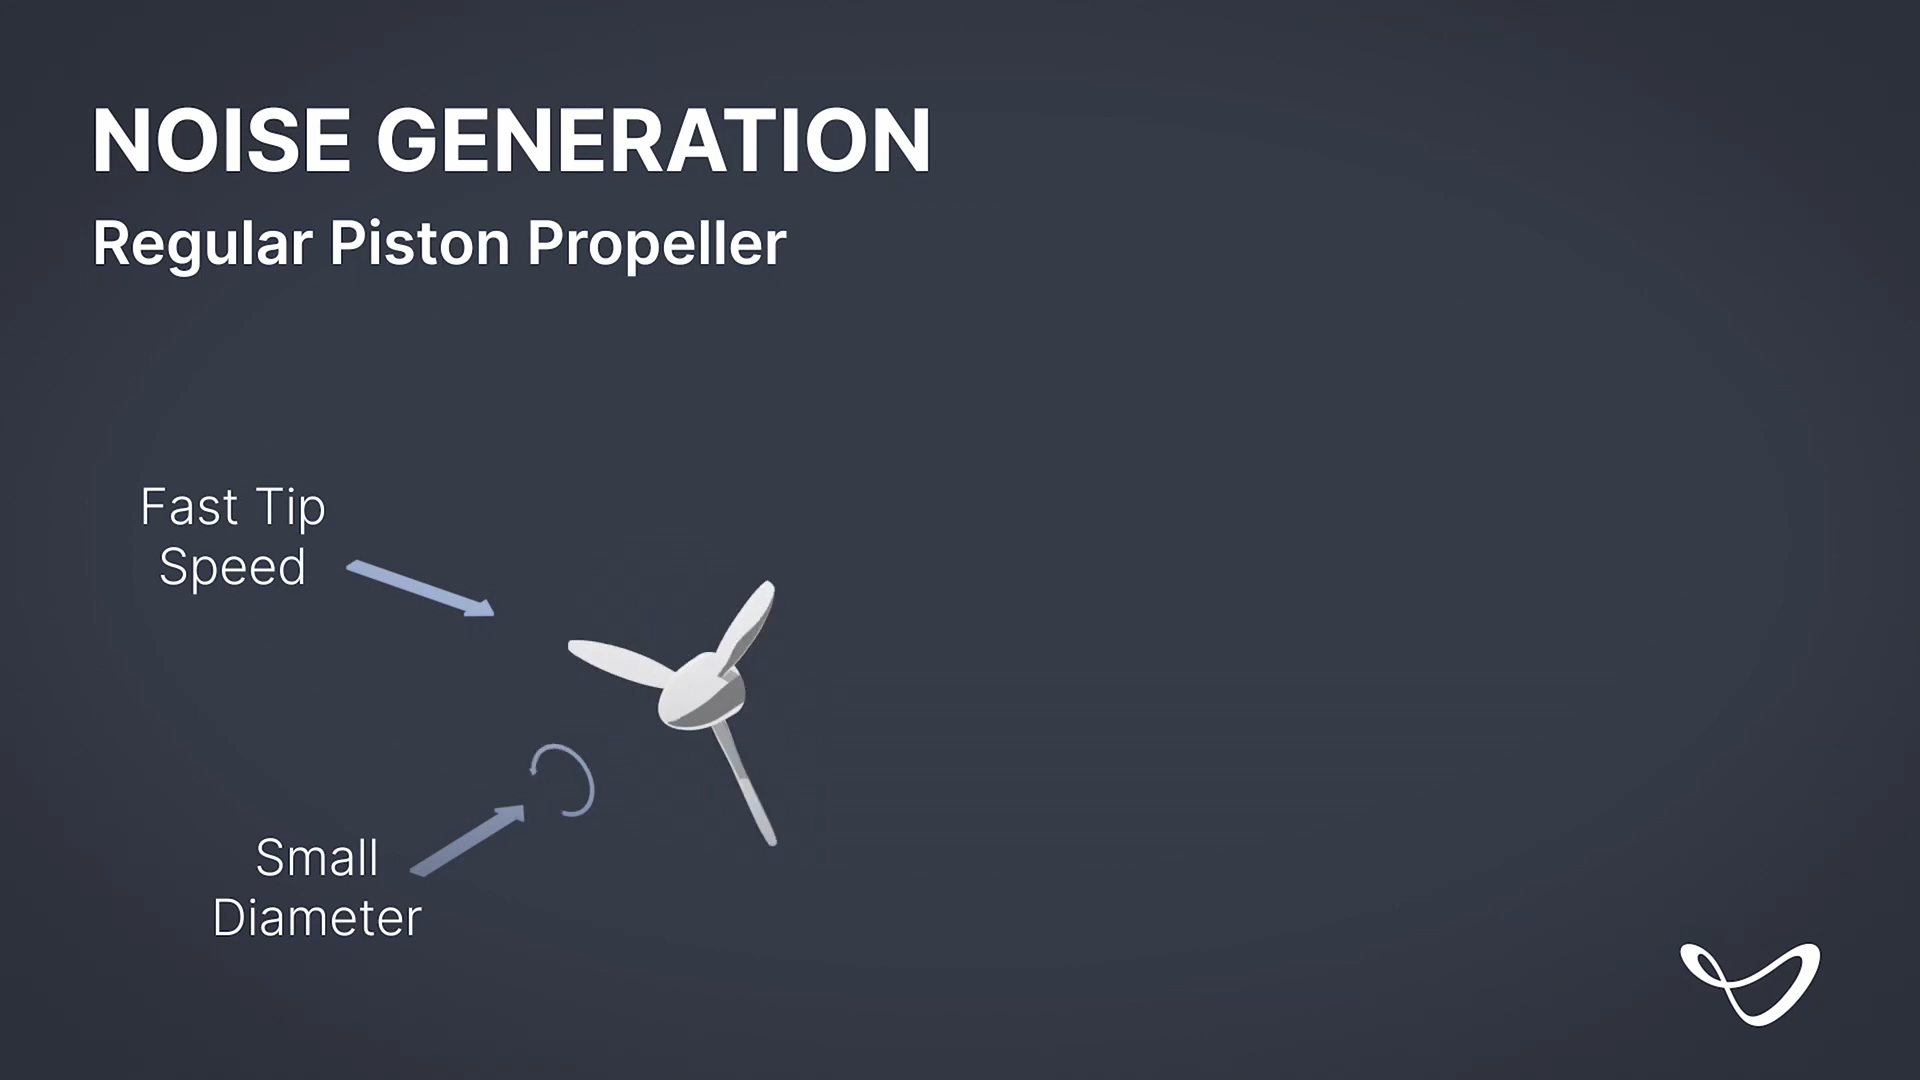 NOISE GENERATION
Regular Piston Propeller
Fast Tip
Speed
Small
Diameter